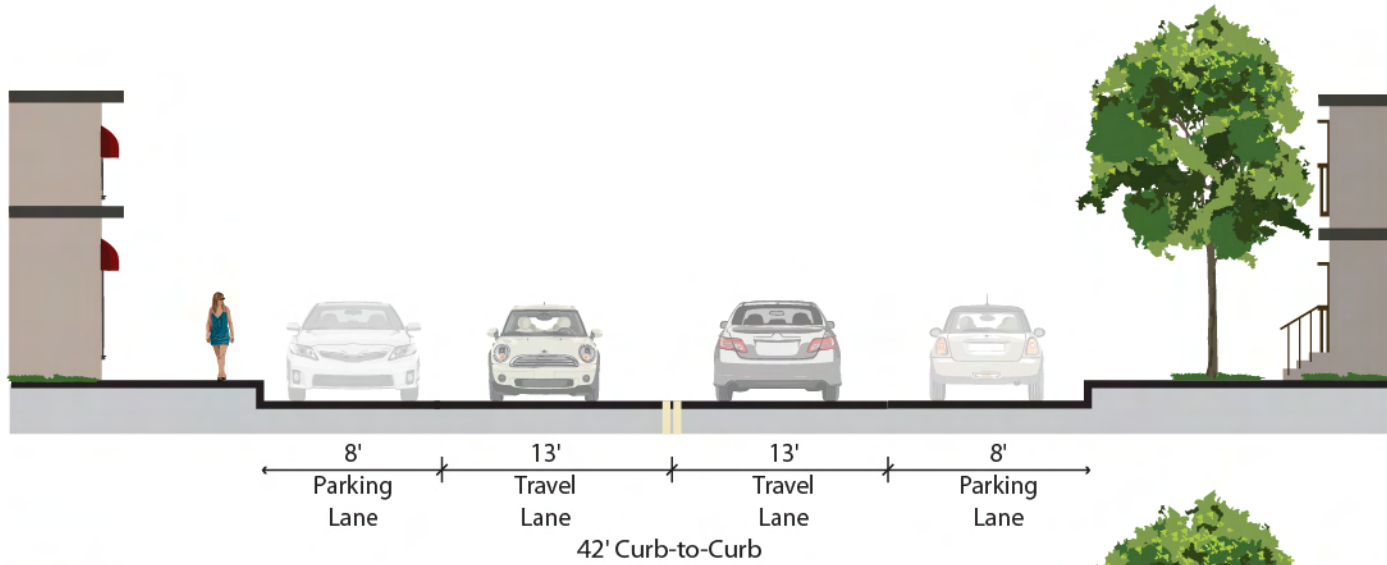 8' 13' 13' 8'
Parking Travel Travel Parking
Lane Lane Lane Lane
42' Curb-to-Curb